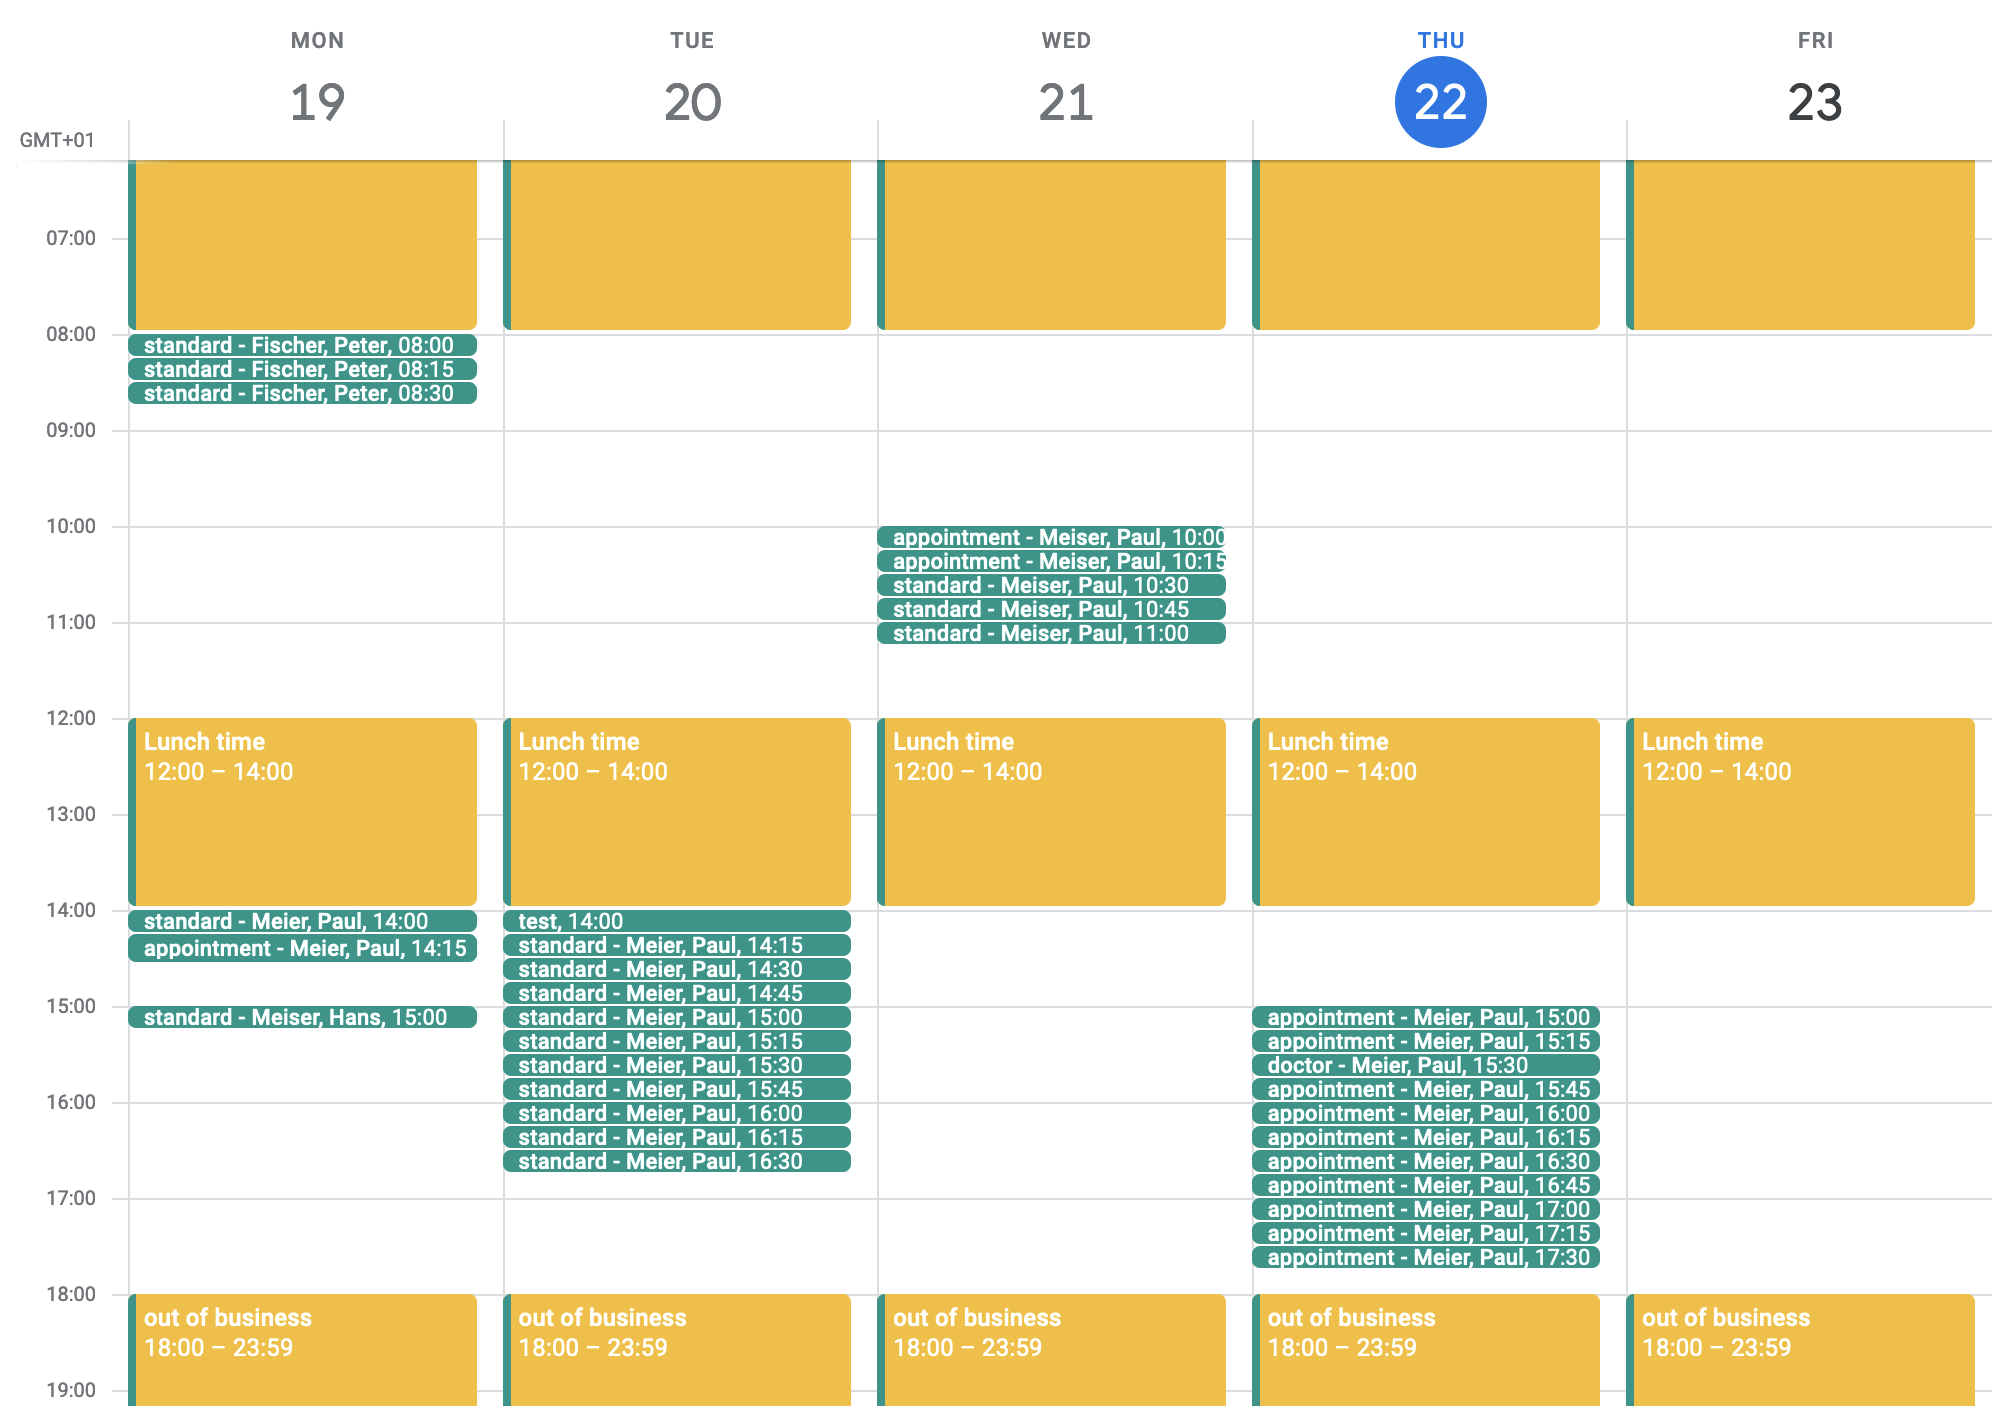 MON
TUE
WED
THU
FRI
19
20
21
22
23
GMT+01
07:00
08:00
09:00
10:00
11:00
12:00
13:00
14:00
15:00
16:00
17:00
18:00
19:00
standard - Fischer, Peter, 08:00
standard - Fischer, Peter, 08:15
standard - Fischer, Peter, 08:30
Lunch time
12:00 – 14:00
standard - Meier, Paul, 14:00
appointment - Meier, Paul, 14:15
standard - Meiser, Hans, 15:00
out of business
18:00 – 23:59
Lunch time
12:00 – 14:00
test, 14:00
standard - Meier, Paul, 14:15
standard - Meier, Paul, 14:30
standard - Meier, Paul, 14:45
standard - Meier, Paul, 15:00
standard - Meier, Paul, 15:15
standard - Meier, Paul, 15:30
standard - Meier, Paul, 15:45
standard - Meier, Paul, 16:00
standard - Meier, Paul, 16:15
standard - Meier, Paul, 16:30
out of business
18:00 – 23:59
appointment - Meiser, Paul, 10:00
appointment - Meiser, Paul, 10:15
standard - Meiser, Paul, 10:30
standard - Meiser, Paul, 10:45
standard - Meiser, Paul, 11:00
Lunch time
12:00 – 14:00
out of business
18:00 – 23:59
Lunch time
12:00 – 14:00
appointment - Meier, Paul, 15:00
appointment - Meier, Paul, 15:15
doctor - Meier, Paul, 15:30
appointment - Meier, Paul, 15:45
appointment - Meier, Paul, 16:00
appointment - Meier, Paul, 16:15
appointment - Meier, Paul, 16:30
appointment - Meier, Paul, 16:45
appointment - Meier, Paul, 17:00
appointment - Meier, Paul, 17:15
appointment - Meier, Paul, 17:30
out of business
18:00 – 23:59
Lunch time
12:00 – 14:00
out of business
18:00 – 23:59